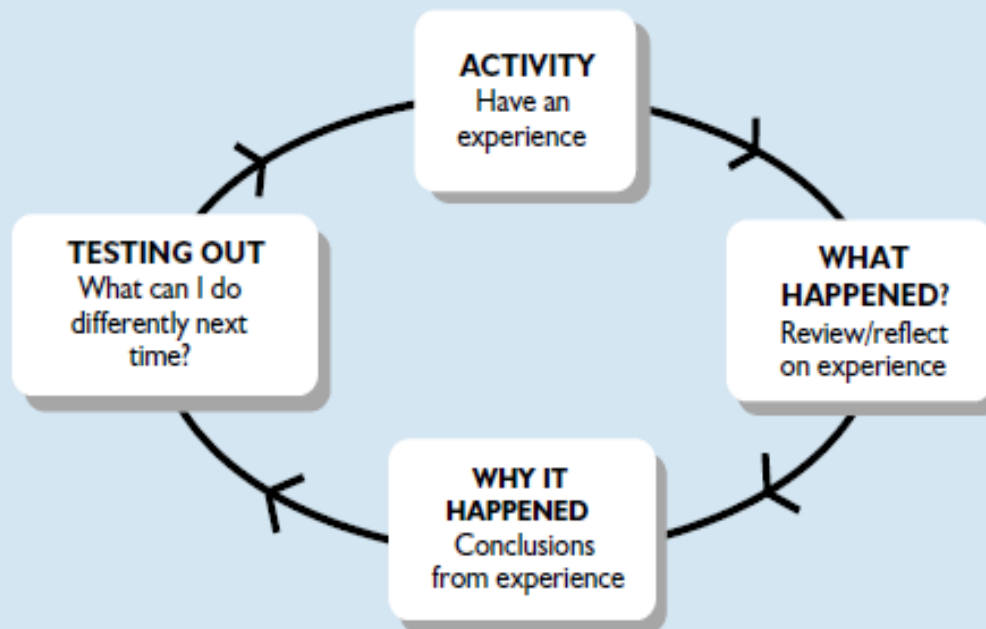 ACTIVITY
Have an
experience
WHAT
HAPPENED?
Review/reflect
on experience
WHY IT
HAPPENED
Conclusions
from experience
TESTING OUT
What can I do
differently next
time?